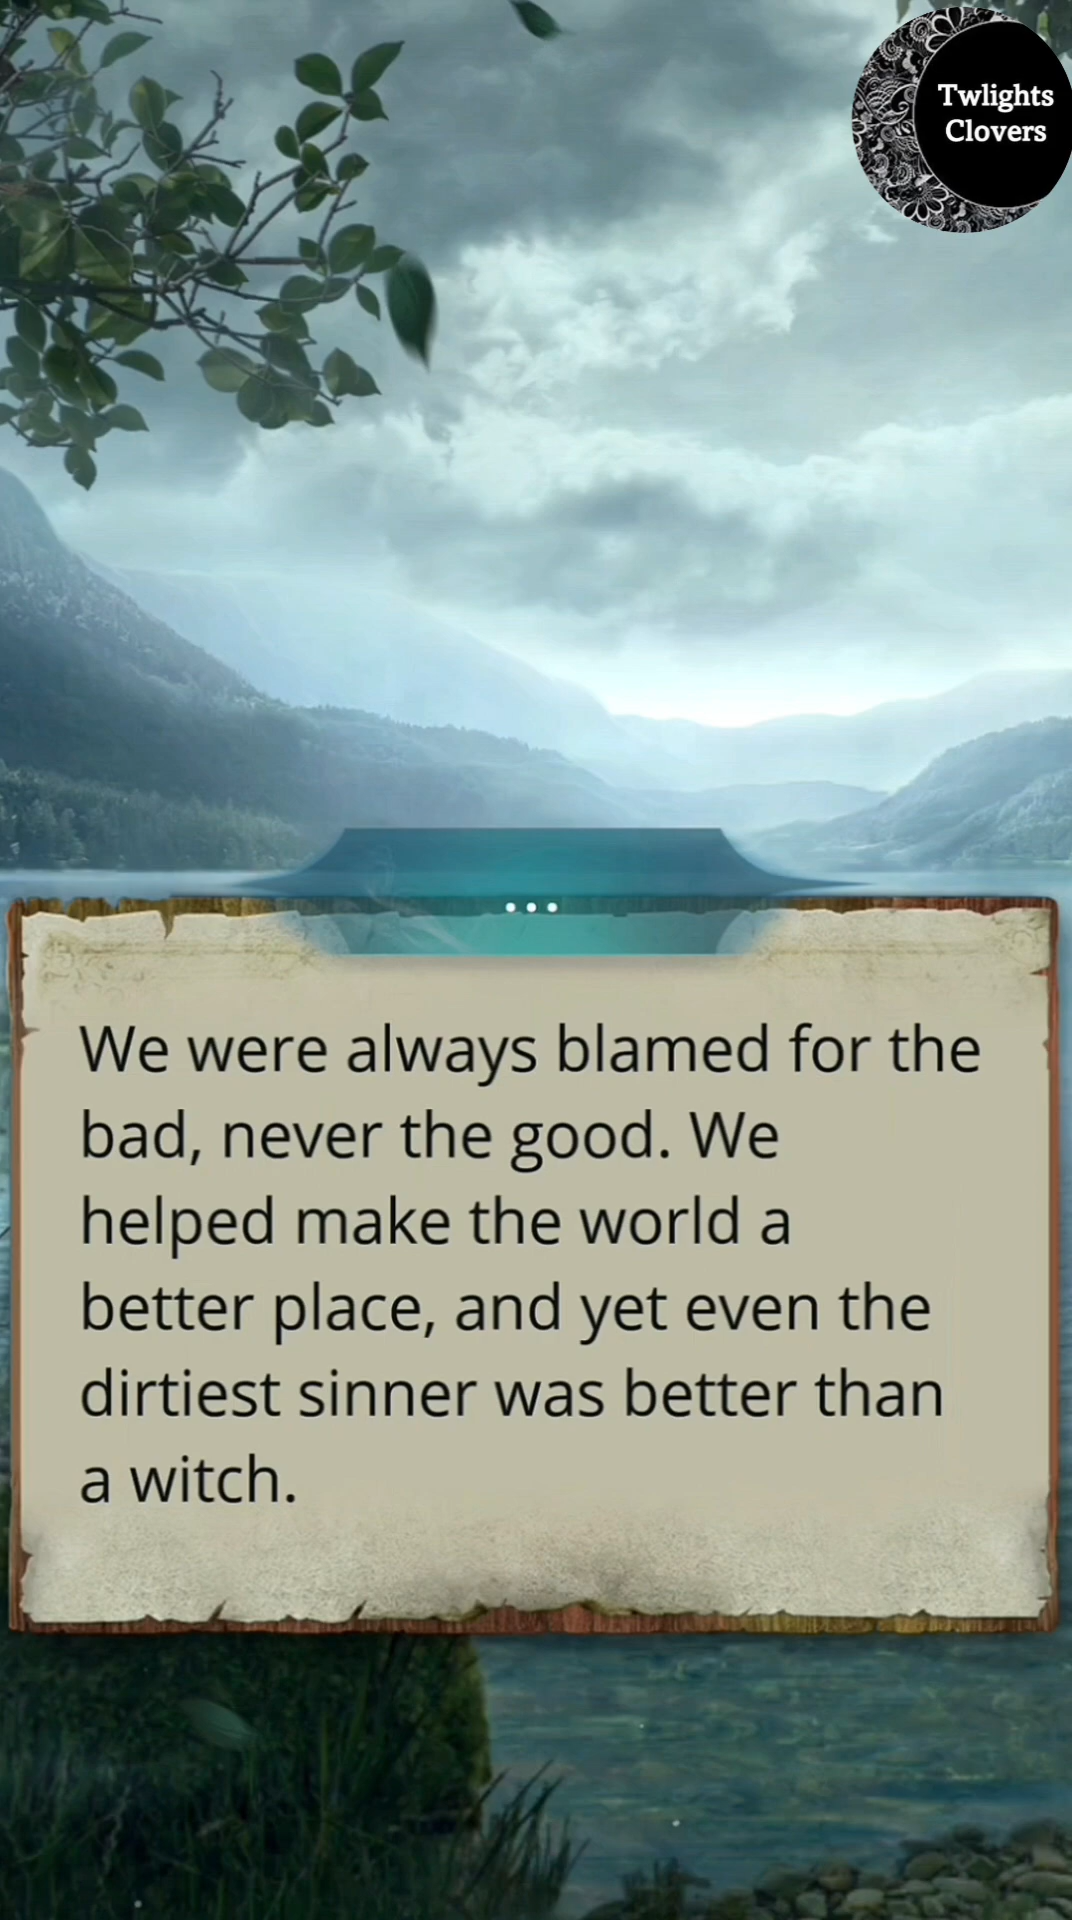 Twlights
Clovers
...
We were always blamed for the
bad, never the good. We
helped make the world a
better place, and yet even the
dirtiest sinner was better than
a witch.